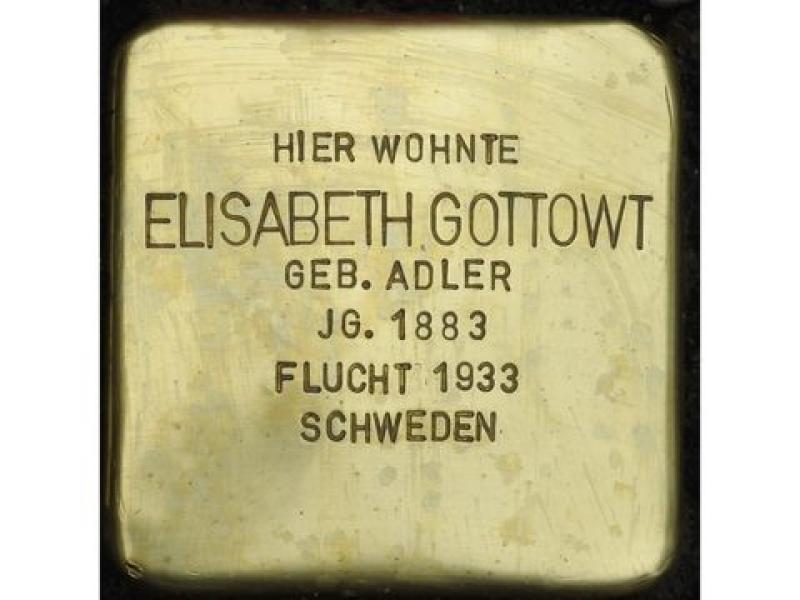 HIER WOHNTE
ELISABETH GOTTOWT
GEB. ADLER
JG. 1883
FLUCHT 1933
SCHWEDEN